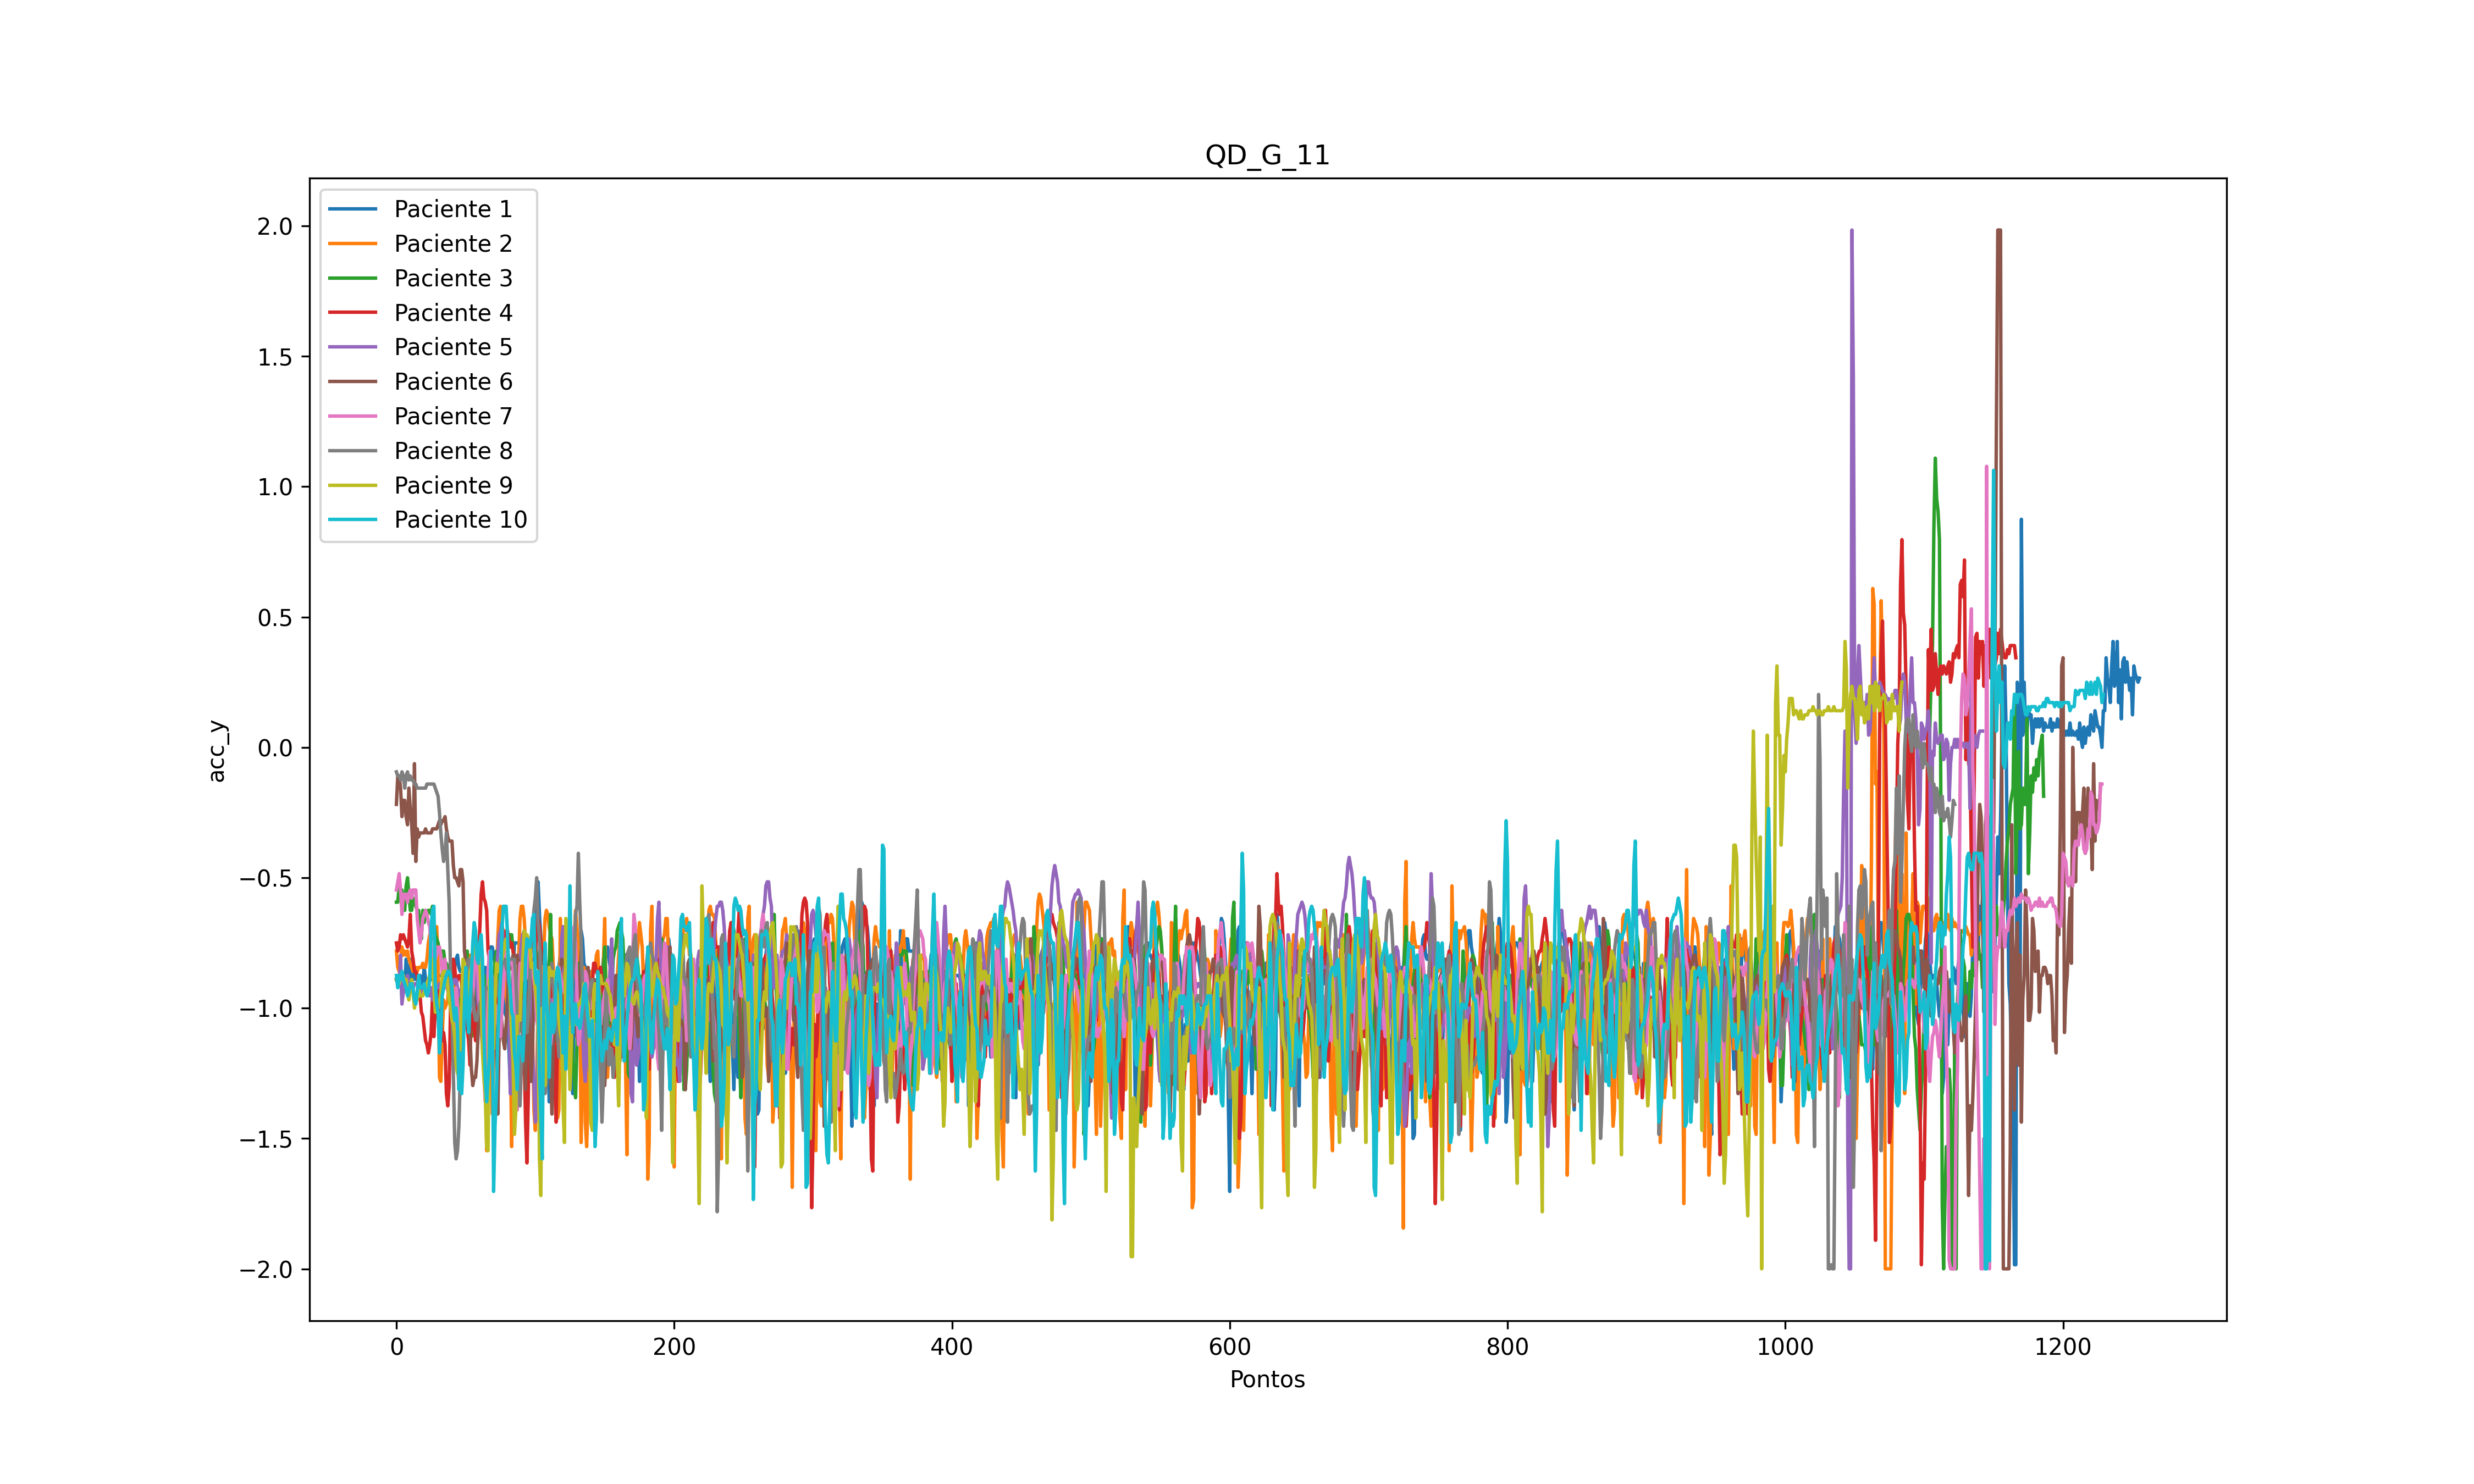 QD_G_11
Paciente 1
Paciente 2
Paciente 3
Paciente 4
Paciente 5
Paciente 6
Paciente 7
Paciente 8
Paciente 9
Paciente 10
acc_y
2.0
1.5
1.0
0.5
0.0
−0.5
−1.0
−1.5
−2.0
0 200 400 600 800 1000 1200
Pontos